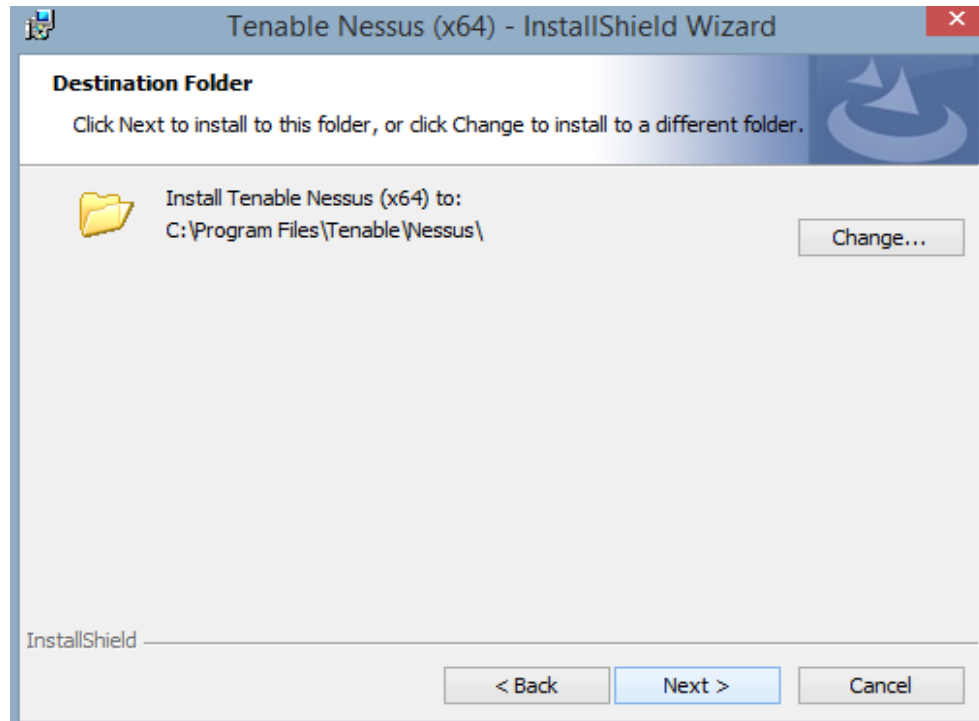 Tenable Nessus (x64) - InstallShield Wizard
Destination Folder
Click Next to install to this folder, or click Change to install to a different folder.
Install Tenable Nessus (x64) to:
C:\Program Files\Tenable\Nessus\
Change...
InstallShield
< Back
Next >
Cancel